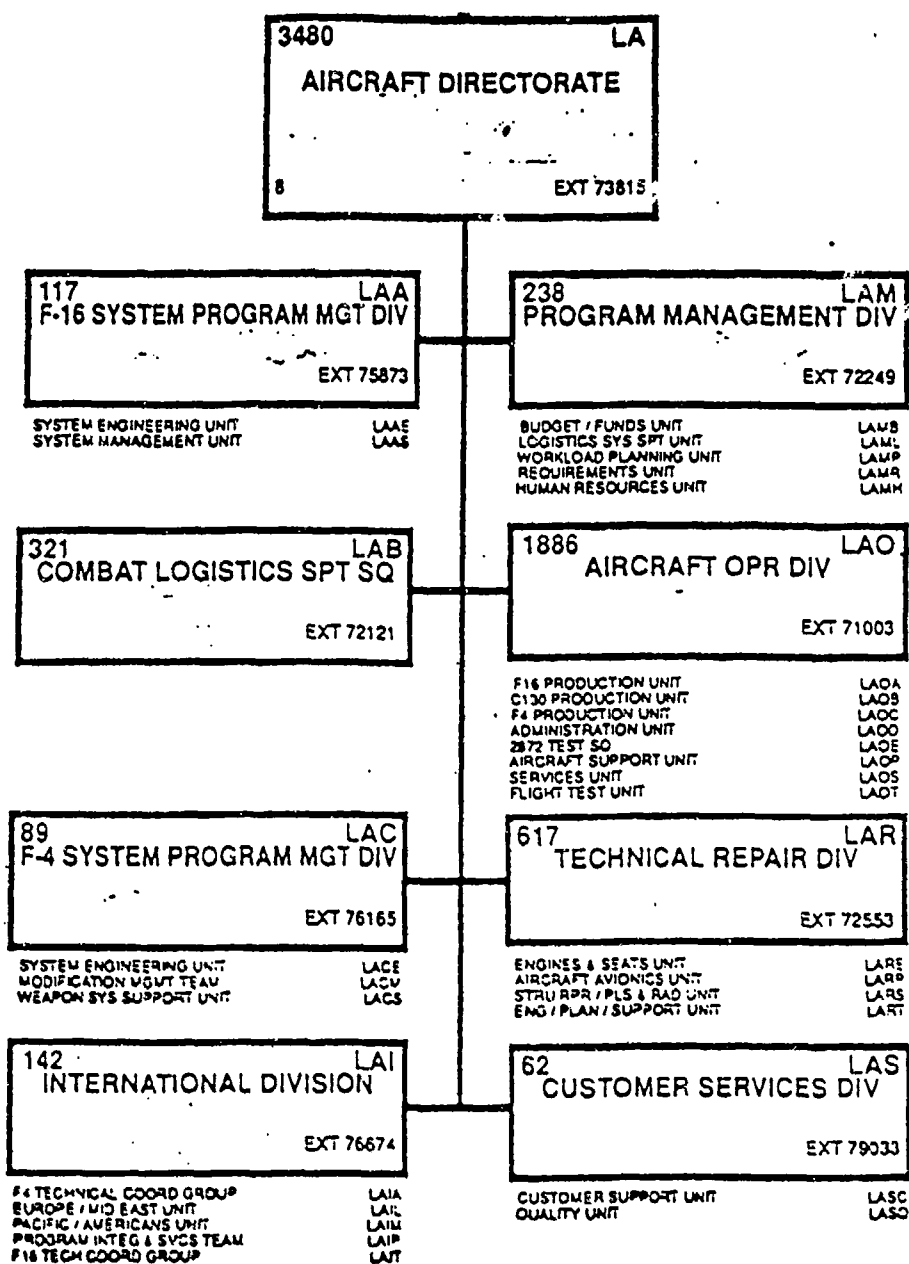 3480 LA
AIRCRAFT DIRECTORATE
8 EXT 73815
117 LAA
F-16 SYSTEM PROGRAM MGT DIV
EXT 75873
SYSTEM ENGINEERING UNIT LAAE
SYSTEM MANAGEMENT UNIT LAAS
238 LAM
PROGRAM MANAGEMENT DIV
EXT 72249
BUDGET / FUNDS UNIT LAMB
LOGISTICS SYS SPT UNIT LAML
WORKLOAD PLANNING UNIT LAMP
REQUIREMENTS UNIT LAMR
HUMAN RESOURCES UNIT LAMH
321 LAB
COMBAT LOGISTICS SPT SQ
EXT 72121
1886 LAO
AIRCRAFT OPR DIV
EXT 71003
F16 PRODUCTION UNIT LAOA
C130 PRODUCTION UNIT LAOB
F4 PRODUCTION UNIT LAOC
ADMINISTRATION UNIT
2872 TEST SQ LAOE
AIRCRAFT SUPPORT UNIT LAOP
SERVICES UNIT LAOS
FLIGHT TEST UNIT LAOT
89 LAC
F-4 SYSTEM PROGRAM MGT DIV
EXT 76165
SYSTEM ENGINEERING UNIT LACE
MODIFICATION MGMT TEAM LACM
WEAPON SYS SUPPORT UNIT LACS
617 LAR
TECHNICAL REPAIR DIV
EXT 72553
ENGINES & SEATS UNIT LARE
AIRCRAFT AVIONICS UNIT LARP
STRU RPR / PLS & RAD UNIT LARS
ENG / PLAN / SUPPORT UNIT LART
142 LAI
INTERNATIONAL DIVISION
EXT 76674
F4 TECHNICAL COORD GROUP LAIA
EUROPE / MID EAST UNIT LAIL
PACIFIC / AMERICANS UNIT LAIM
PROGRAM INTEG & SVCS TEAM LAIP
F16 TECH COORD GROUP LAIT
62 LAS
CUSTOMER SERVICES DIV
EXT 79033
CUSTOMER SUPPORT UNIT LASC
QUALITY UNIT LASQ